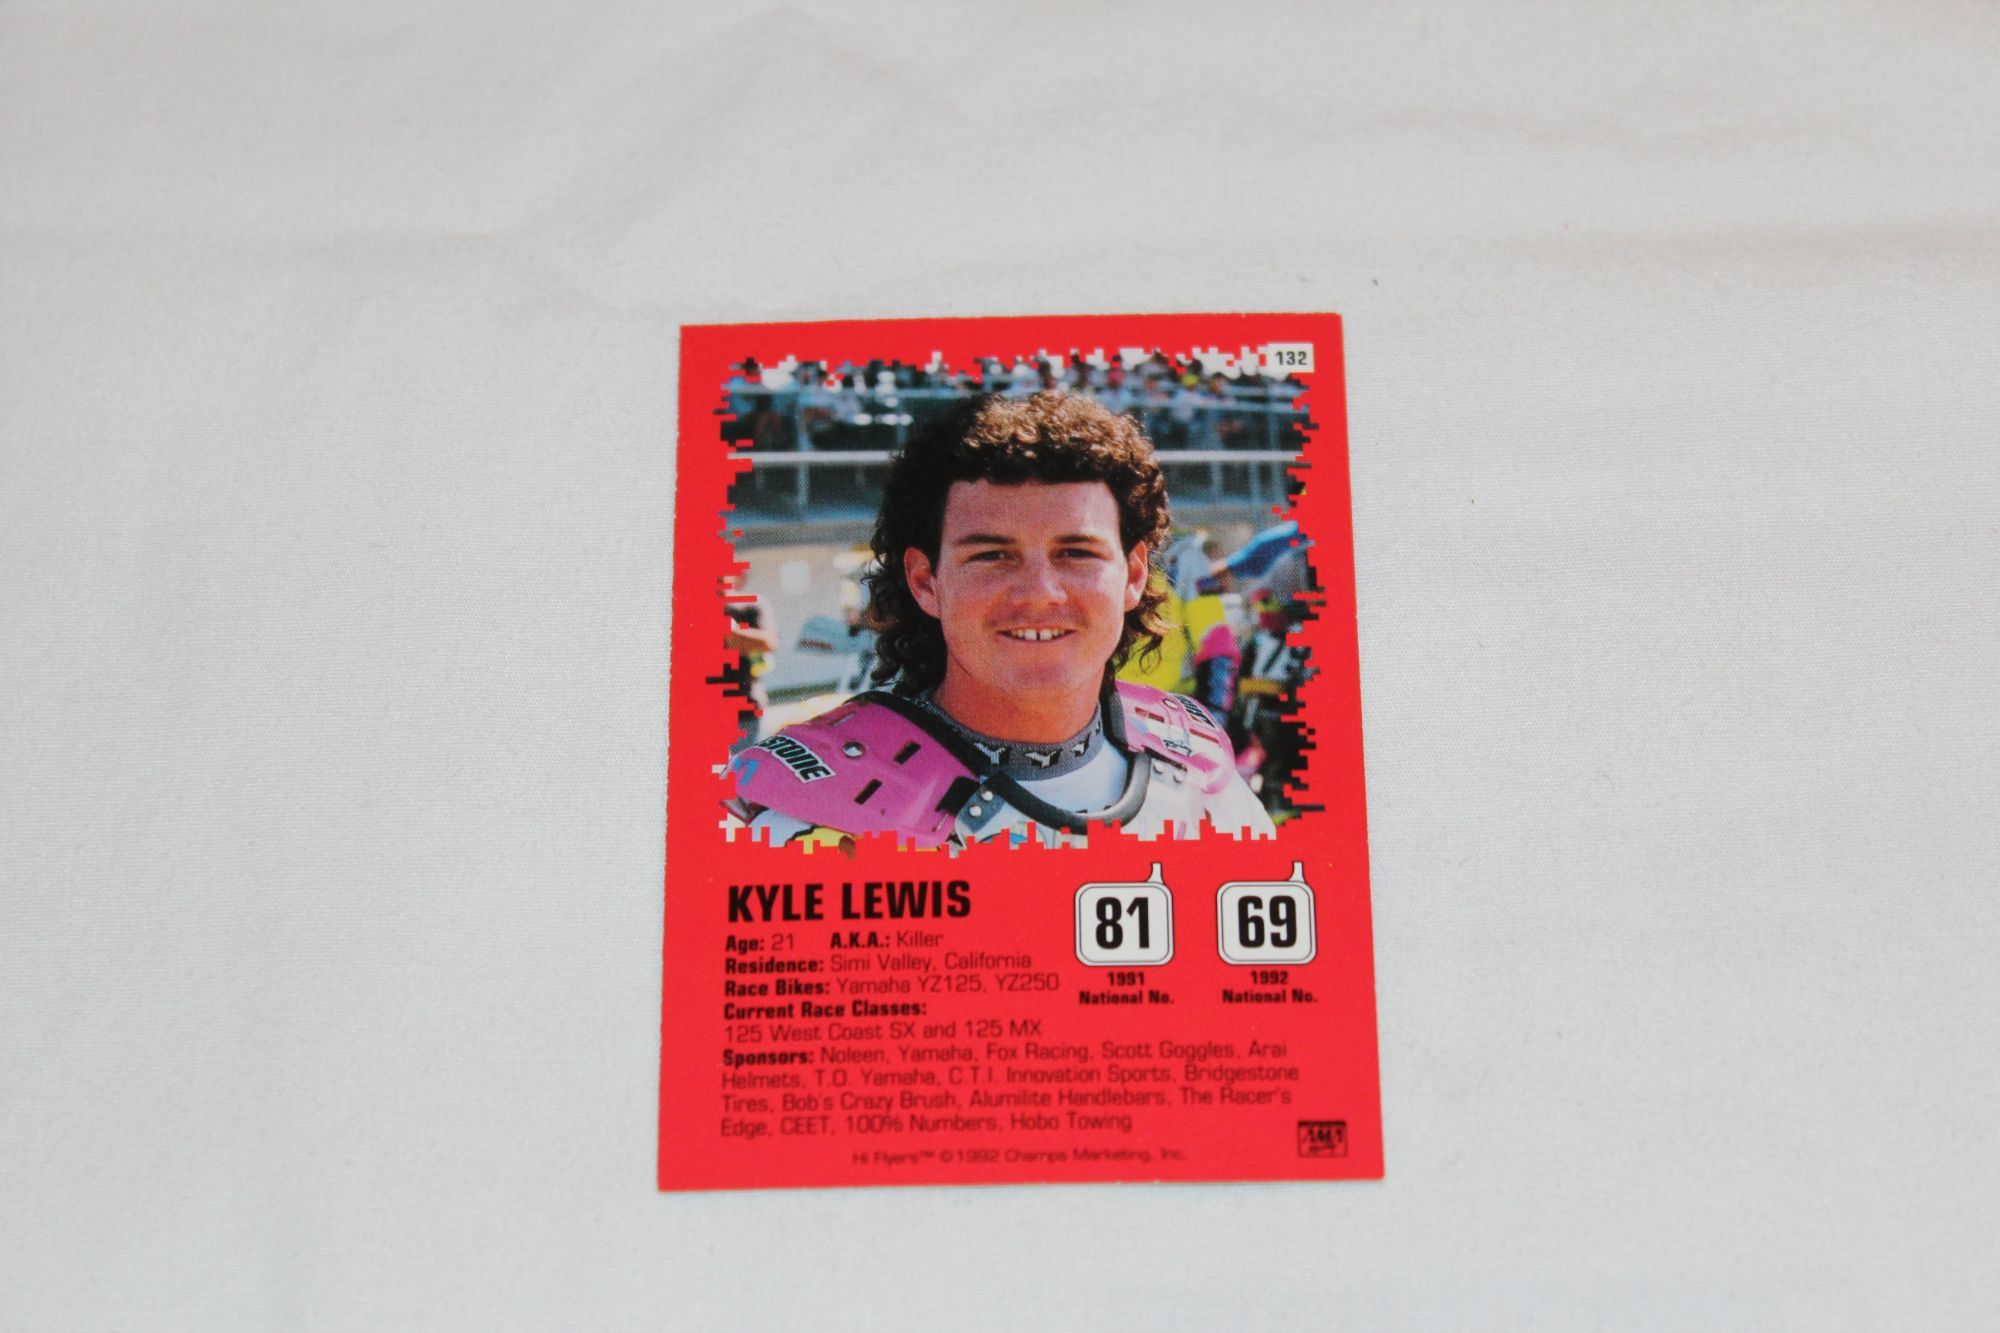 132
STONE
KYLE LEWIS
Age: 21 A.K.A.: Killer
Residence: Simi Valley, California
Race Bikes: Yamaha YZ125, YZ250
Current Race Classes:
125 West Coast SX and 125 MX
81
1991
National No.
69
1992
National No.
Sponsors: Noleen, Yamaha, Fox Racing, Scott Goggles, Arai
Helmets, T.O. Yamaha, C.T.I. Innovation Sports, Bridgestone
Tires, Bob's Crazy Brush, Alumilite Handlebars, The Racer's
Edge, CEET, 100% Numbers, Hobo Towing
Hi Flyers™ © 1992 Champs Marketing, Inc.
AMA